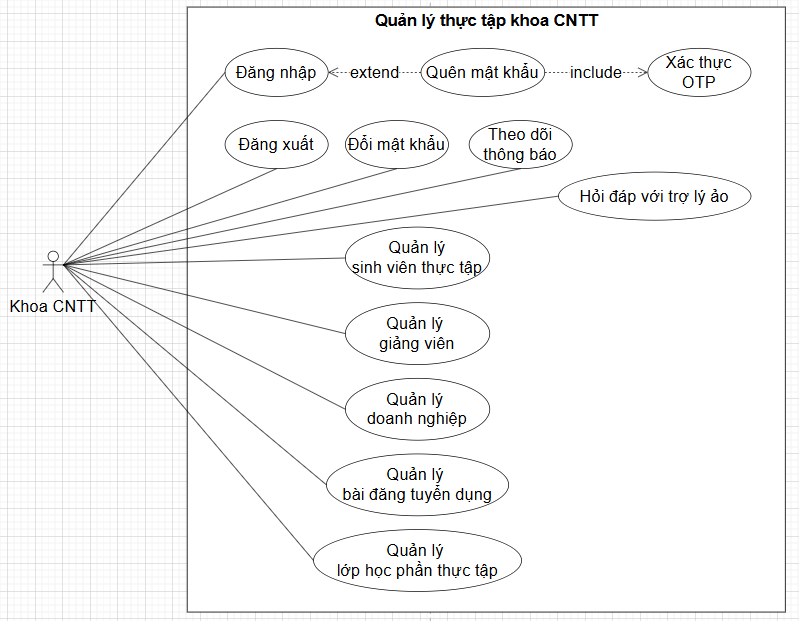 Quản lý thực tập khoa CNTT
Đăng nhập
extend
Quên mật khẩu
include
Xác thực
OTP
Đăng xuất
Đổi mật khẩu
Theo dõi
thông báo
Hỏi đáp với trợ lý ảo
Khoa CNTT
Quản lý
sinh viên thực tập
Quản lý
giảng viên
Quản lý
doanh nghiệp
Quản lý
bài đăng tuyển dụng
Quản lý
lớp học phần thực tập